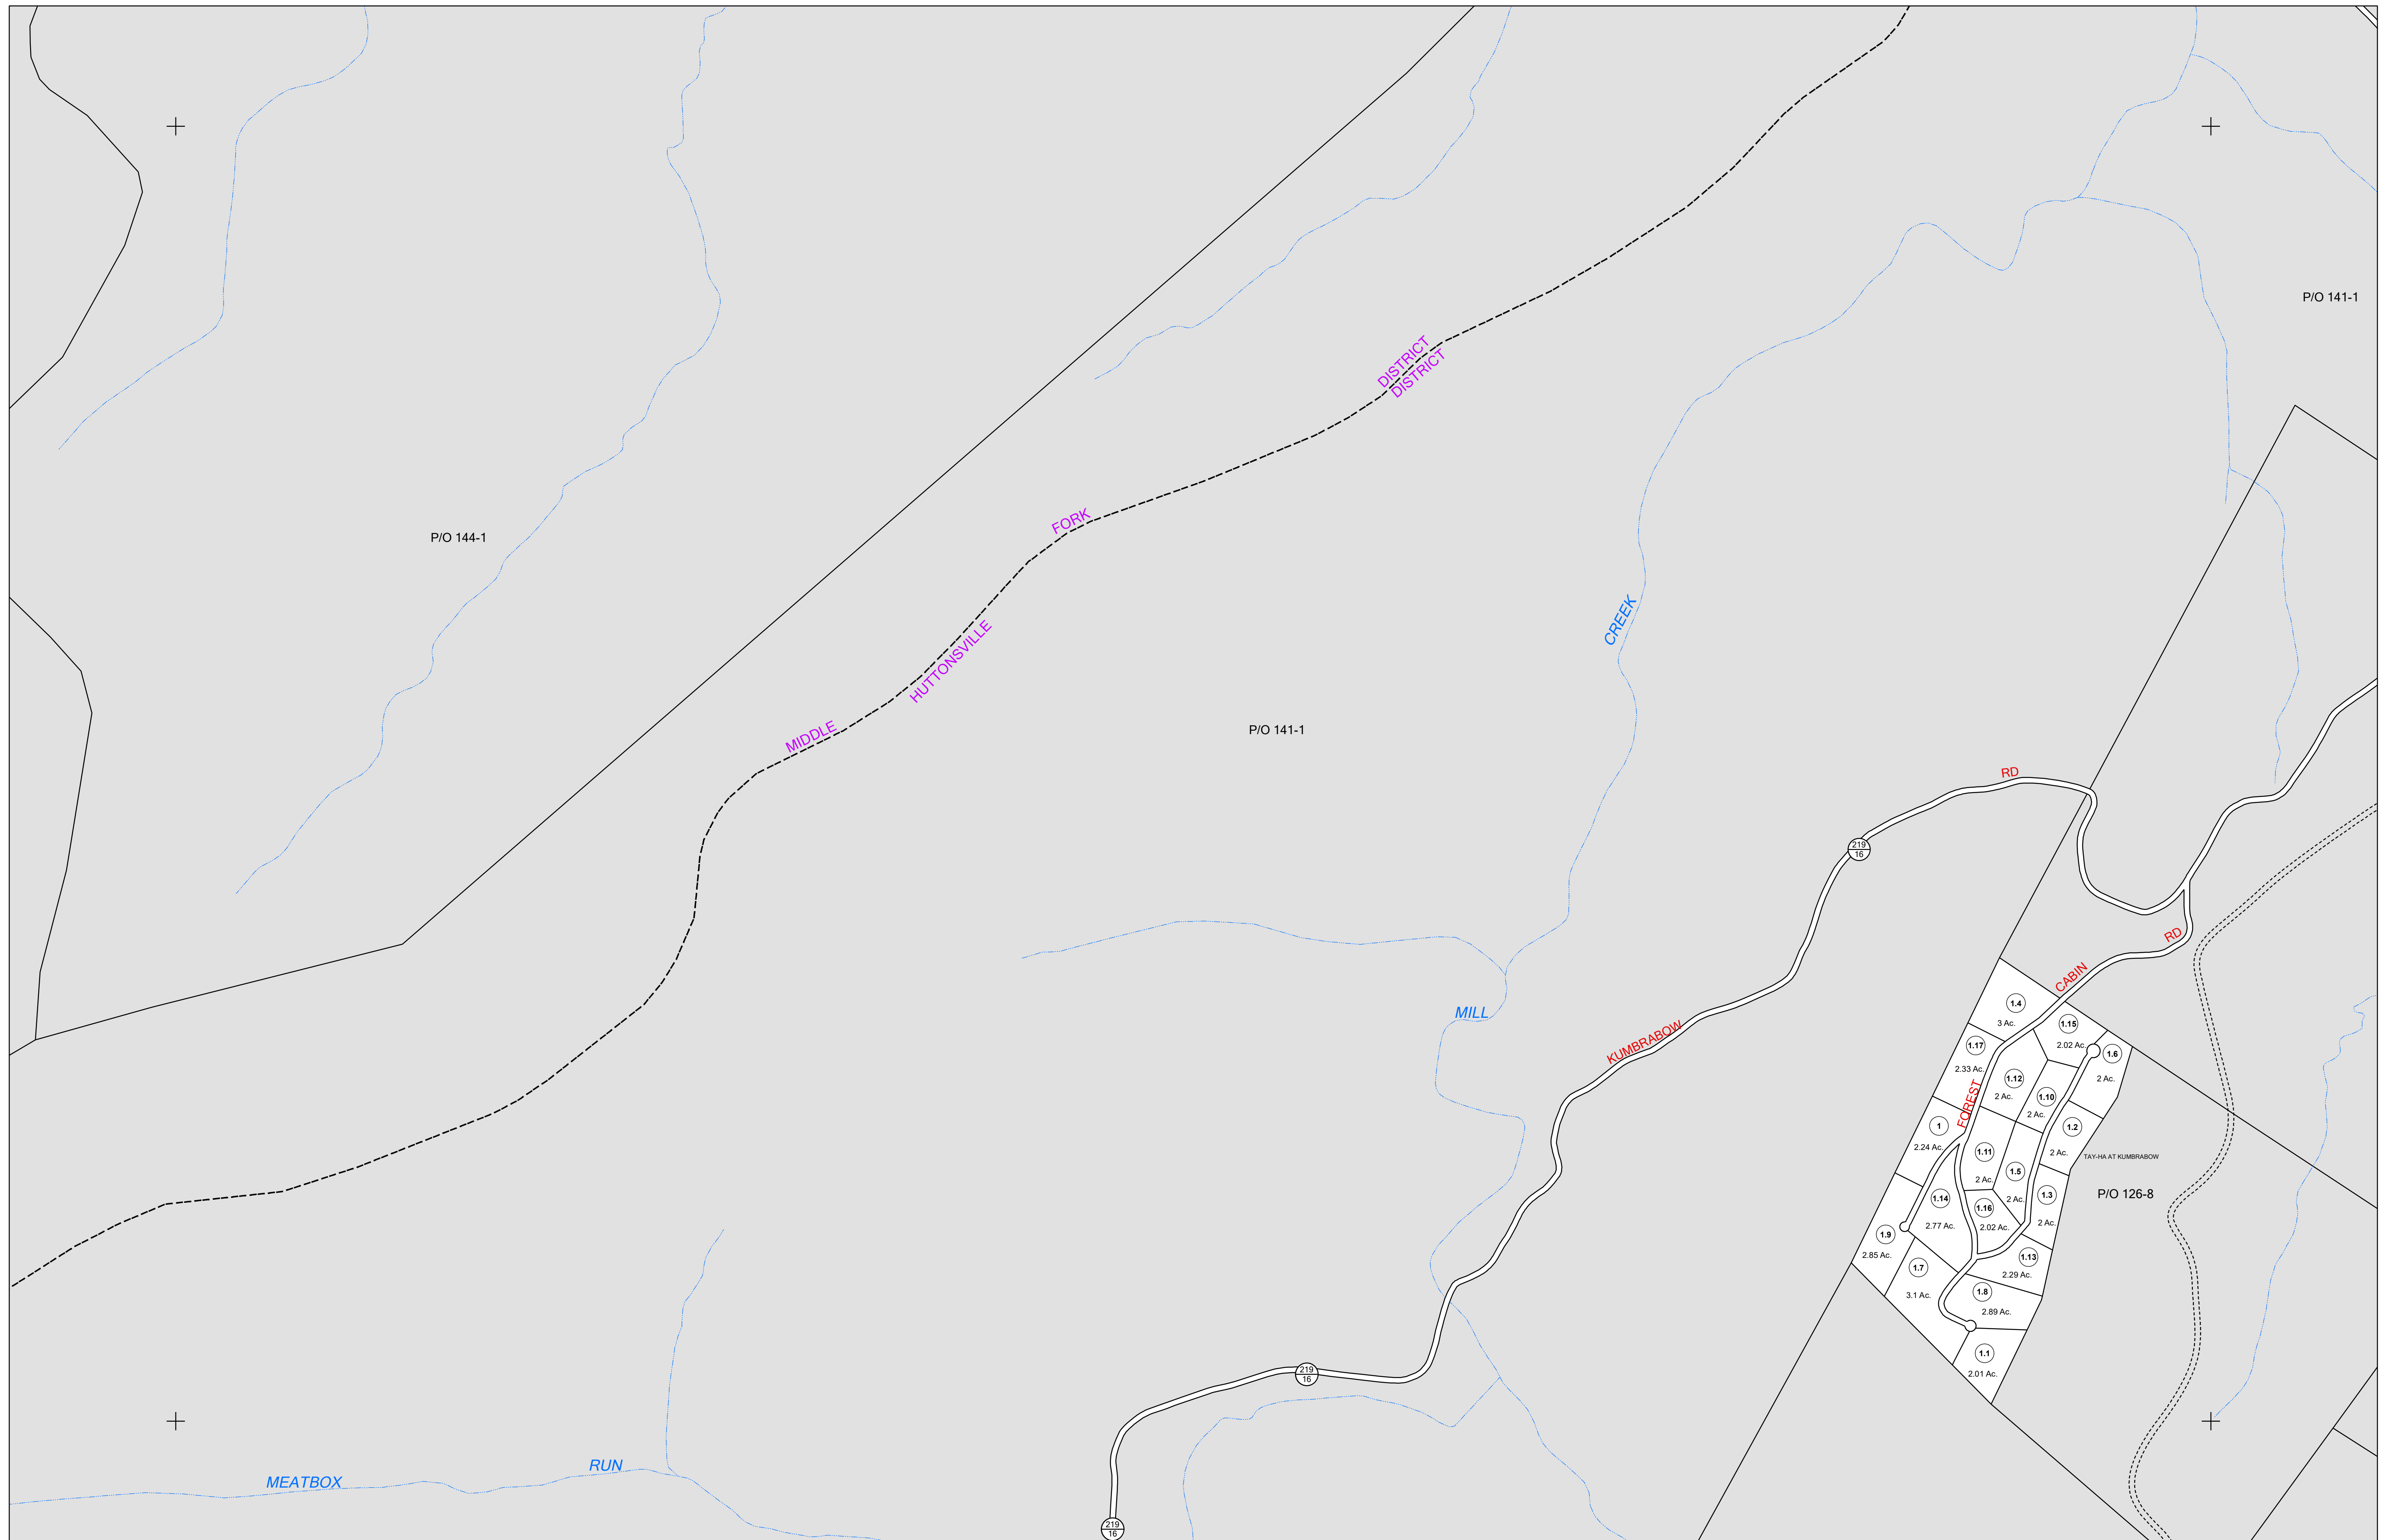 P/O 141-1
DISTRICT
DISTRICT
FORK
P/O 144-1
HUTTONSVILLE
MIDDLE
CREEK
P/O 141-1
RD
219
16
RD
CABIN
MILL
KUMBRABOW
1.4
3 Ac.
1.15
2.02 Ac.
1.17
2.33 Ac.
1.6
2 Ac.
1.12
2 Ac.
1.10
2 Ac.
FOREST
1
2.24 Ac.
1.2
2 Ac.
1.11
2 Ac.
1.5
2 Ac.
TAY-HA AT KUMBRABOW
P/O 126-8
1.14
2.77 Ac.
1.16
2.02 Ac.
1.3
2 Ac.
1.9
2.85 Ac.
1.13
2.29 Ac.
1.7
3.1 Ac.
1.8
2.89 Ac.
1.1
2.01 Ac.
219
16
MEATBOX
RUN
219
16